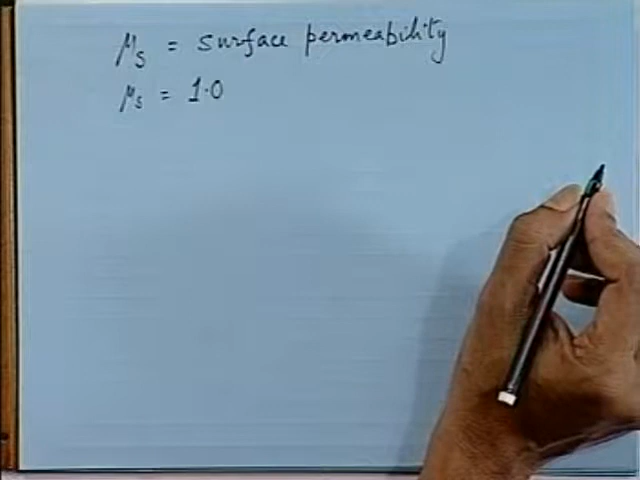 μs = surface permeability
μs = 1.0